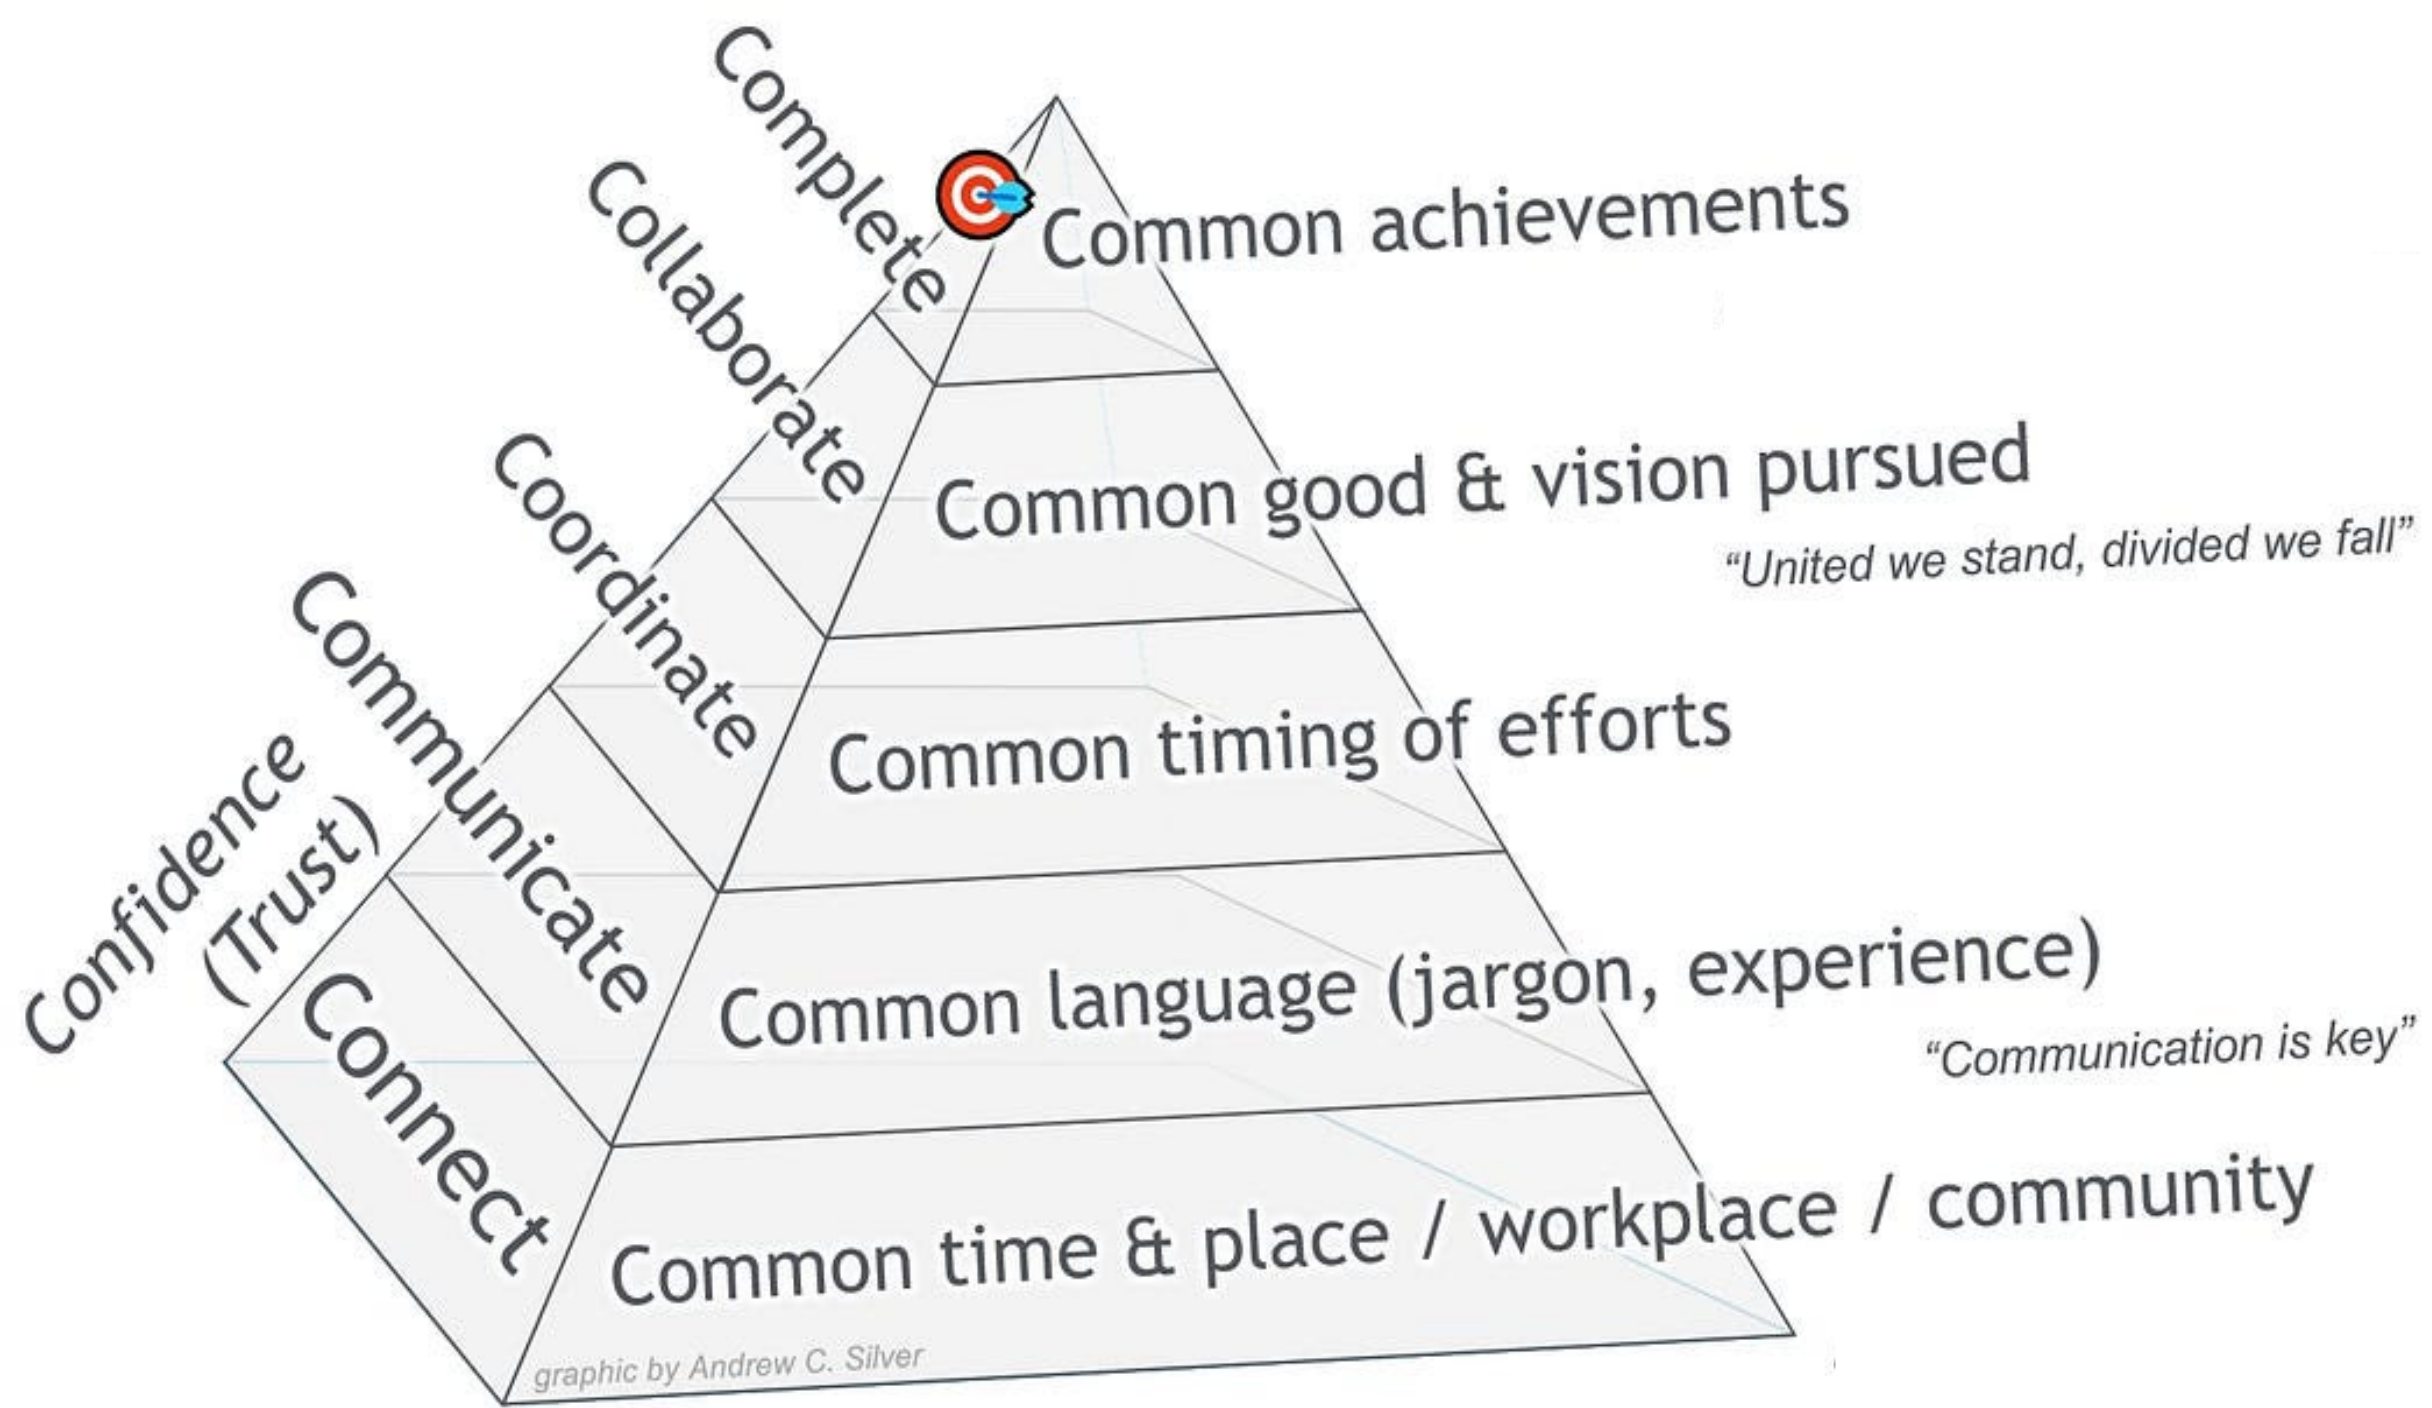 Complete
Common achievements
Collaborate
Common good & vision pursued
“United we stand, divided we fall”
Coordinate
Common timing of efforts
Communicate
Common language (jargon, experience)
“Communication is key”
Confidence
(Trust)
Connect
Common time & place / workplace / community
graphic by Andrew C. Silver